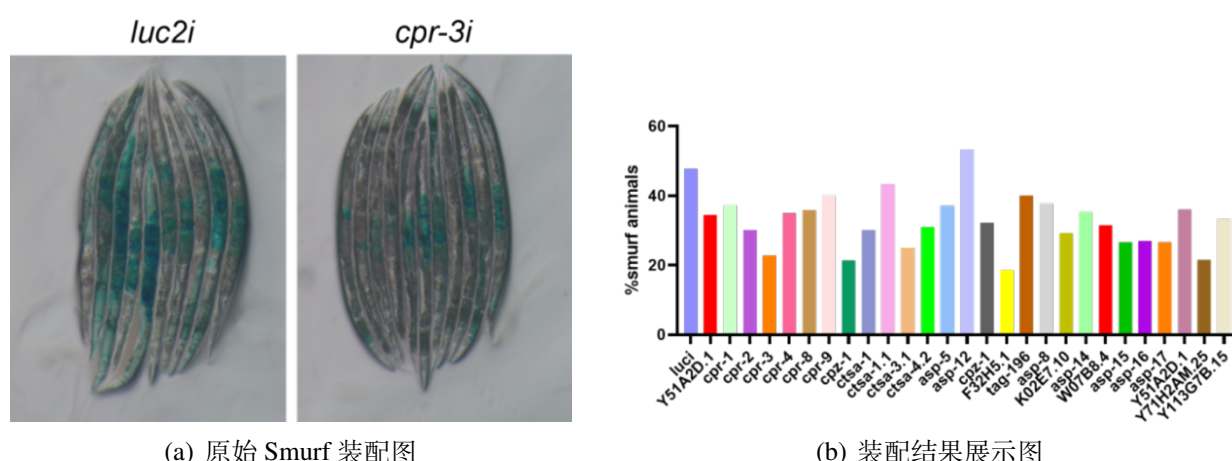 luc2i
cpr-3i
60
40
20
0
%smurf animals
luci
Y51A2D.1
cpr-1
cpr-2
cpr-3
cpr-4
cpr-8
cpr-9
cpz-1
ctsa-1
ctsa-1.1
ctsa-3.1
ctsa-4.2
asp-5
asp-12
cpz-1
F32H5.1
tag-196
asp-8
K02E7.10
asp-14
W07B8.4
asp-15
asp-16
asp-17
Y51A2D.1
Y71H2AM.25
Y113G7B.15
(a) 原始 Smurf 装配图
(b) 装配结果展示图